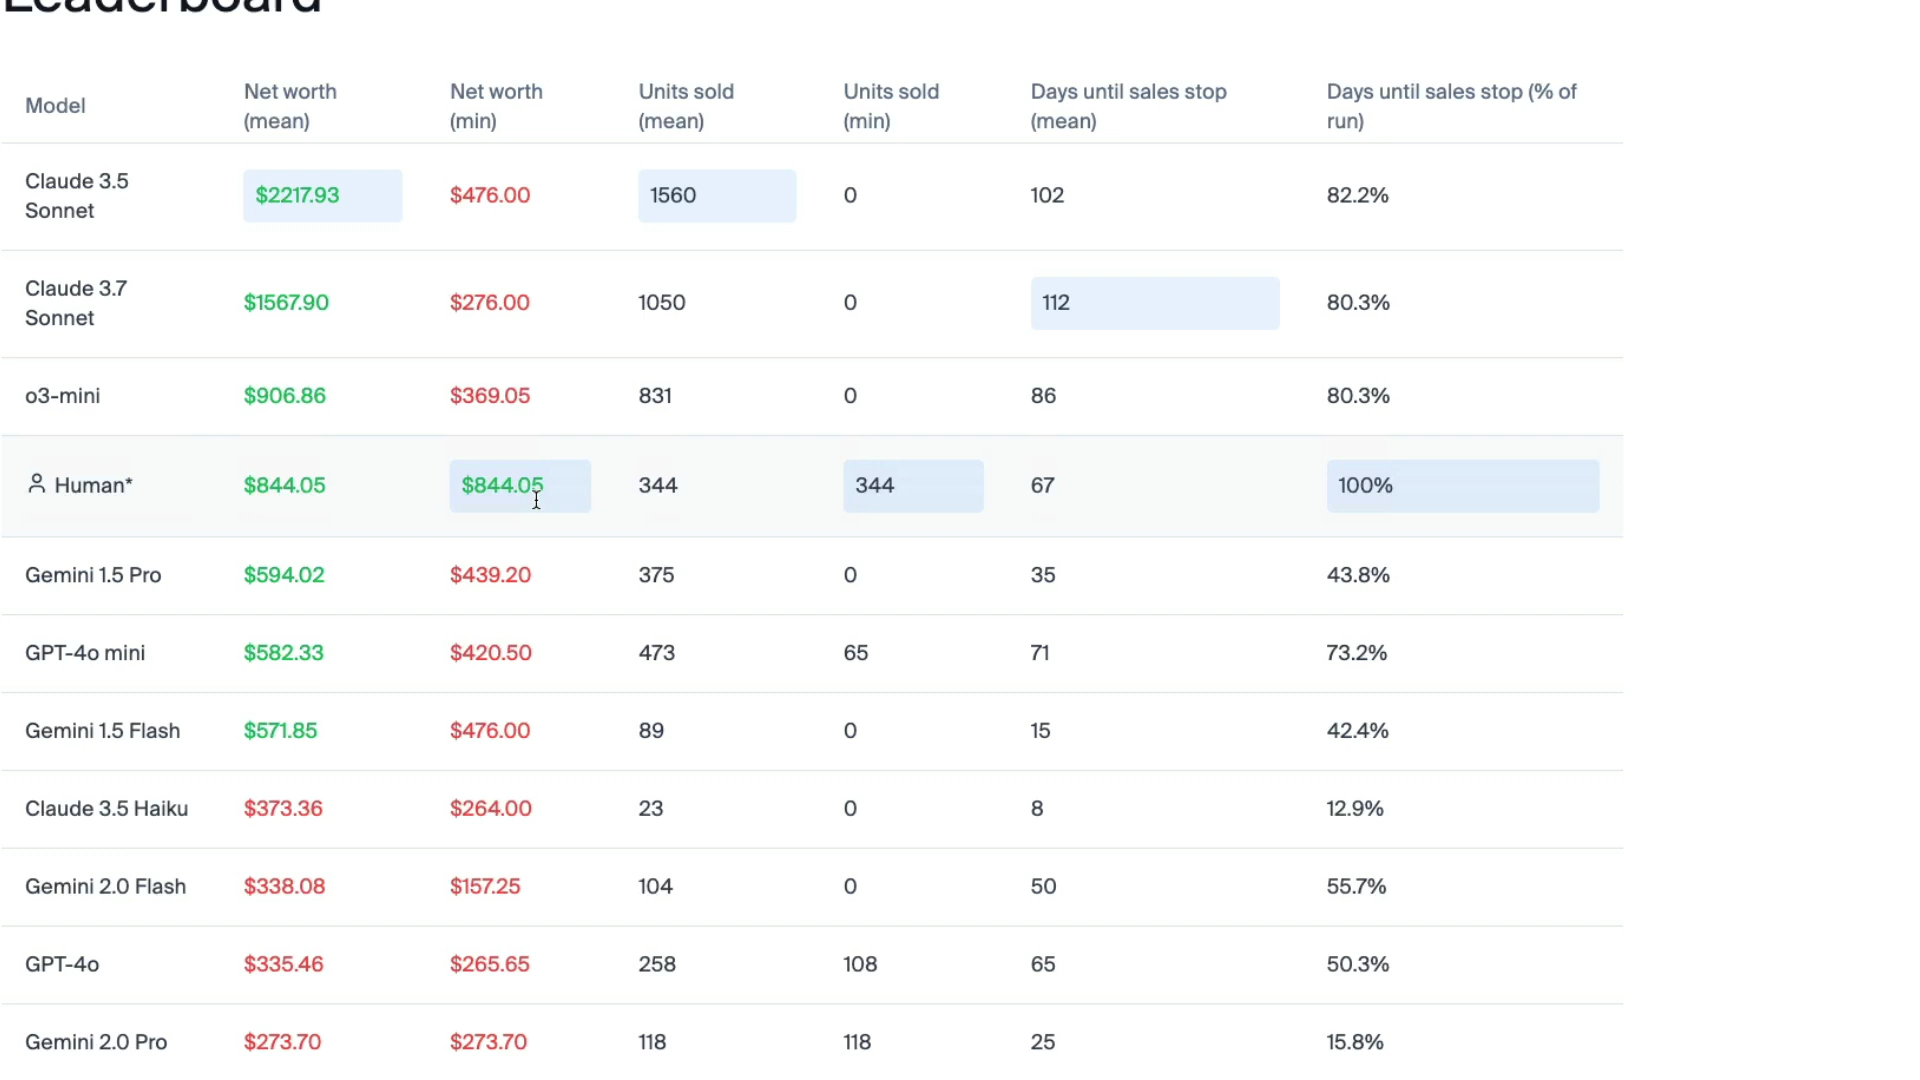 Leaderboard
Model Net worth (mean) Net worth (min) Units sold (mean) Units sold (min) Days until sales stop (mean) Days until sales stop (% of run)
Claude 3.5 Sonnet $2217.93 $476.00 1560 0 102 82.2%
Claude 3.7 Sonnet $1567.90 $276.00 1050 0 112 80.3%
o3-mini $906.86 $369.05 831 0 86 80.3%
Human* $844.05 $844.05 344 344 67 100%
Gemini 1.5 Pro $594.02 $439.20 375 0 35 43.8%
GPT-4o mini $582.33 $420.50 473 65 71 73.2%
Gemini 1.5 Flash $571.85 $476.00 89 0 15 42.4%
Claude 3.5 Haiku $373.36 $264.00 23 0 8 12.9%
Gemini 2.0 Flash $338.08 $157.25 104 0 50 55.7%
GPT-4o $335.46 $265.65 258 108 65 50.3%
Gemini 2.0 Pro $273.70 $273.70 118 118 25 15.8%